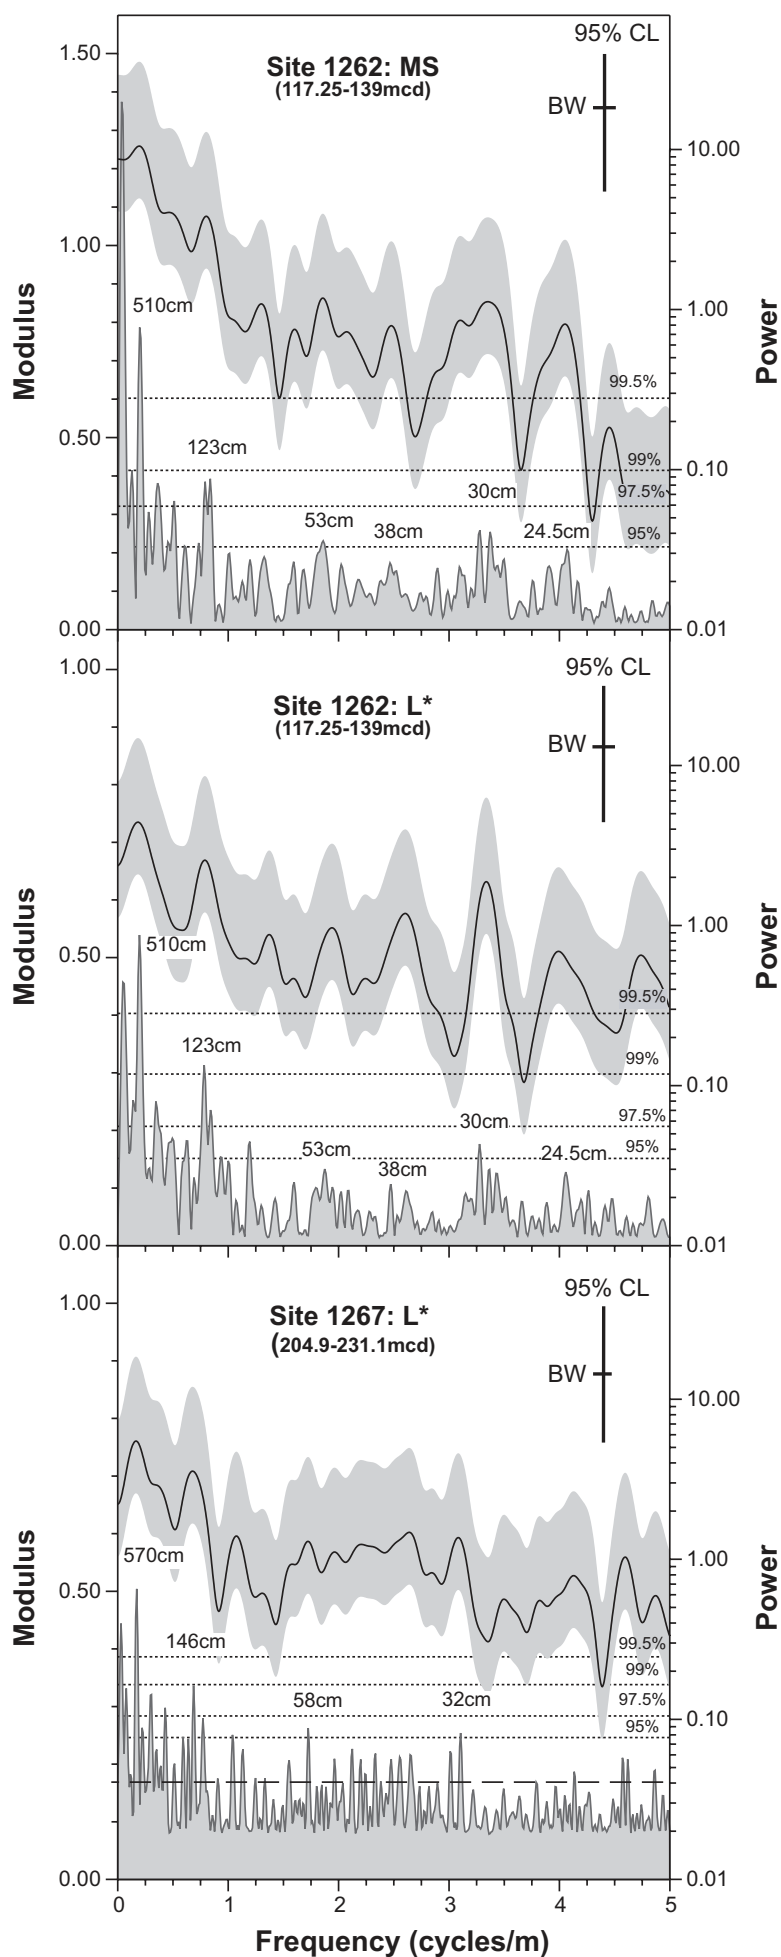 95% CL
1.50
Site 1262: MS
(117.25-139mcd)
BW
10.00
1.00
510cm
1.00
Modulus
Power
99.5%
0.50
123cm
99%
0.10
30cm
97.5%
53cm
38cm
24.5cm
95%
0.00
0.01
1.00
95% CL
Site 1262: L*
(117.25-139mcd)
BW
10.00
1.00
510cm
0.50
Modulus
Power
99.5%
123cm
99%
0.10
30cm
97.5%
53cm
38cm
24.5cm
95%
0.00
0.01
95% CL
1.00
Site 1267: L*
(204.9-231.1mcd)
BW
10.00
570cm
1.00
0.50
Modulus
Power
146cm
99.5%
99%
58cm
32cm
97.5%
0.10
95%
0.00
0.01
0
1
2
3
4
5
Frequency (cycles/m)